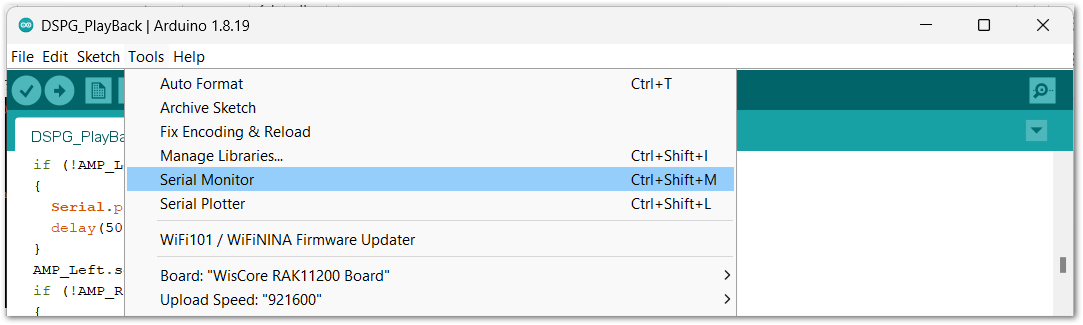 DSPG_PlayBack | Arduino 1.8.19
File Edit Sketch Tools Help
Auto Format Ctrl+T
Archive Sketch
Fix Encoding & Reload
Manage Libraries... Ctrl+Shift+I
Serial Monitor Ctrl+Shift+M
Serial Plotter Ctrl+Shift+L
WiFi101 / WiFiNINA Firmware Updater
Board: "WisCore RAK11200 Board"
Upload Speed: "921600"
DSPG_PlayBa
if (!AMP_L
{
Serial.p
delay(50
}
AMP_Left.s
if (!AMP_R
{